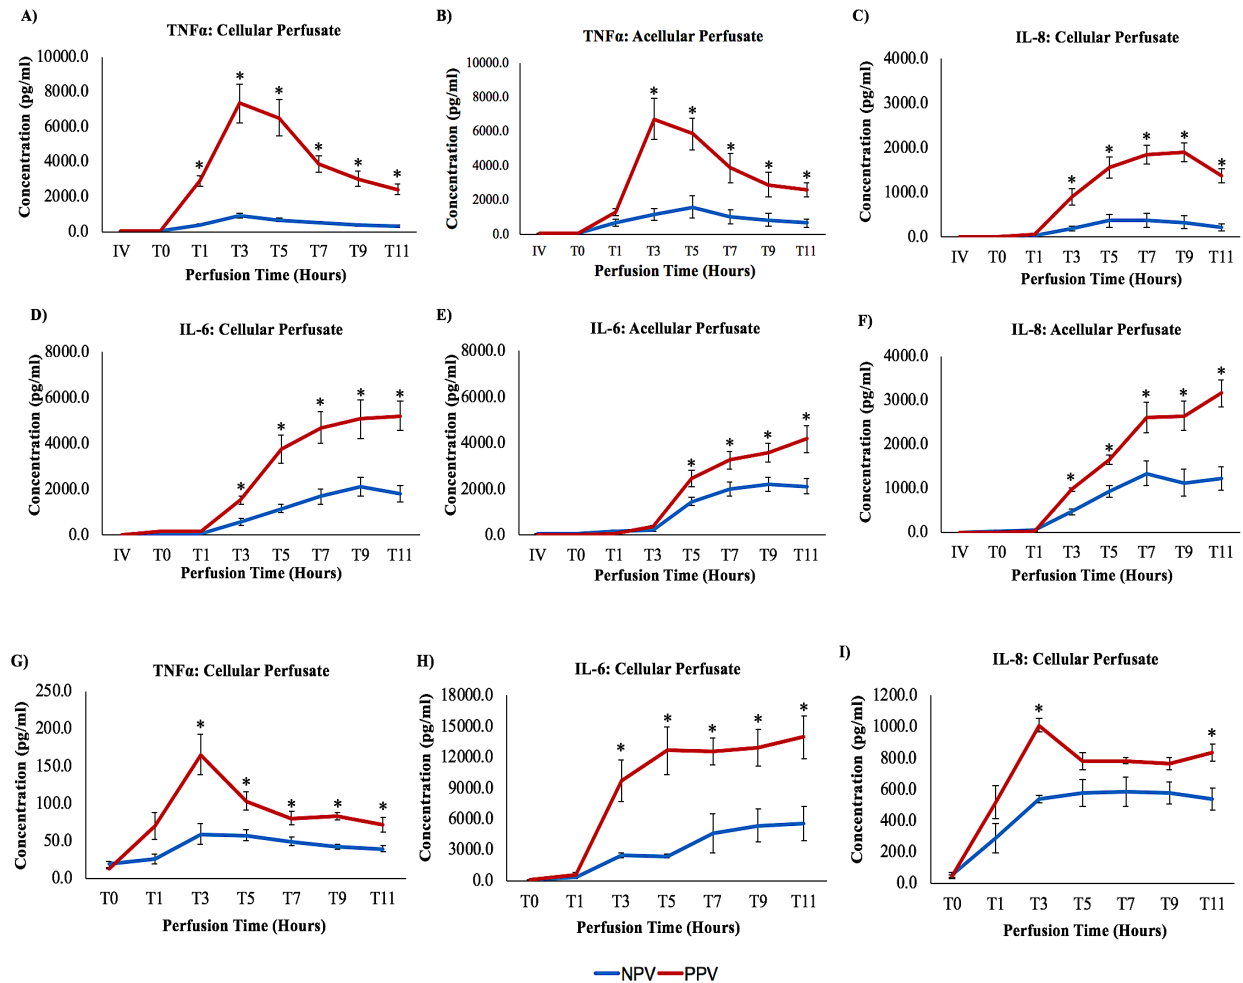 A)
TNFα: Cellular Perfusate
Concentration (pg/ml)
10000.0
8000.0
6000.0
4000.0
2000.0
0.0
* * * * * *
IV T0 T1 T3 T5 T7 T9 T11
Perfusion Time (Hours)
B)
TNFα: Acellular Perfusate
Concentration (pg/ml)
10000.0
8000.0
6000.0
4000.0
2000.0
0.0
* * * * *
IV T0 T1 T3 T5 T7 T9 T11
Perfusion Time (Hours)
C)
IL-8: Cellular Perfusate
Concentration (pg/ml)
4000.0
3000.0
2000.0
1000.0
0.0
* * * * *
IV T0 T1 T3 T5 T7 T9 T11
Perfusion Time (Hours)
D)
IL-6: Cellular Perfusate
Concentration (pg/ml)
8000.0
6000.0
4000.0
2000.0
0.0
* * * * *
IV T0 T1 T3 T5 T7 T9 T11
Perfusion Time (Hours)
E)
IL-6: Acellular Perfusate
Concentration (pg/ml)
8000.0
6000.0
4000.0
2000.0
0.0
* * * *
IV T0 T1 T3 T5 T7 T9 T11
Perfusion Time (Hours)
F)
IL-8: Acellular Perfusate
Concentration (pg/ml)
4000.0
3000.0
2000.0
1000.0
0.0
* * * * *
IV T0 T1 T3 T5 T7 T9 T11
Perfusion Time (Hours)
G)
TNFα: Cellular Perfusate
Concentration (pg/ml)
250.0
200.0
150.0
100.0
50.0
0.0
* * * * *
T0 T1 T3 T5 T7 T9 T11
Perfusion Time (Hours)
H)
IL-6: Cellular Perfusate
Concentration (pg/ml)
18000.0
15000.0
12000.0
9000.0
6000.0
3000.0
0.0
* * * * *
T0 T1 T3 T5 T7 T9 T11
Perfusion Time (Hours)
I)
IL-8: Cellular Perfusate
Concentration (pg/ml)
1200.0
1000.0
800.0
600.0
400.0
200.0
0.0
* *
T0 T1 T3 T5 T7 T9 T11
Perfusion Time (Hours)
NPV PPV